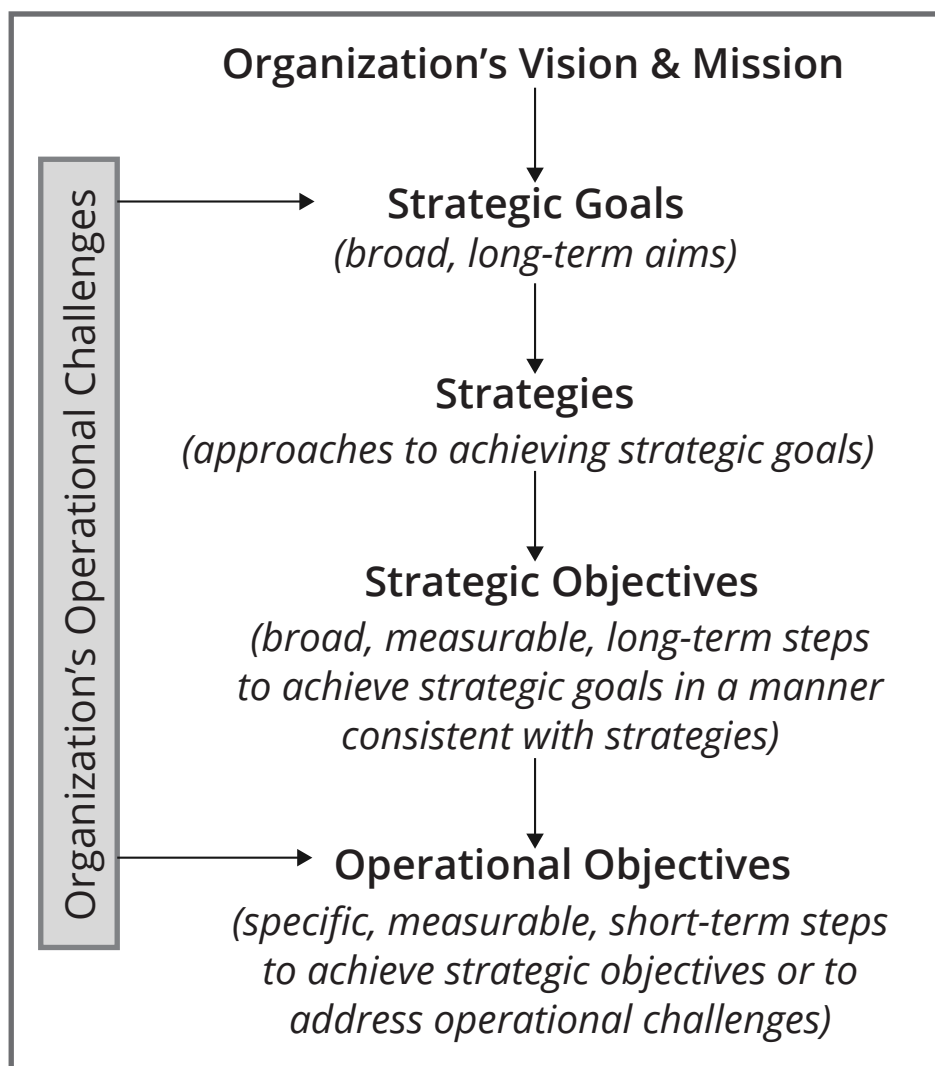 Organization’s Vision & Mission
Organization’s Operational Challenges
Strategic Goals
(broad, long-term aims)
Strategies
(approaches to achieving strategic goals)
Strategic Objectives
(broad, measurable, long-term steps
to achieve strategic goals in a manner
consistent with strategies)
Operational Objectives
(specific, measurable, short-term steps
to achieve strategic objectives or to
address operational challenges)